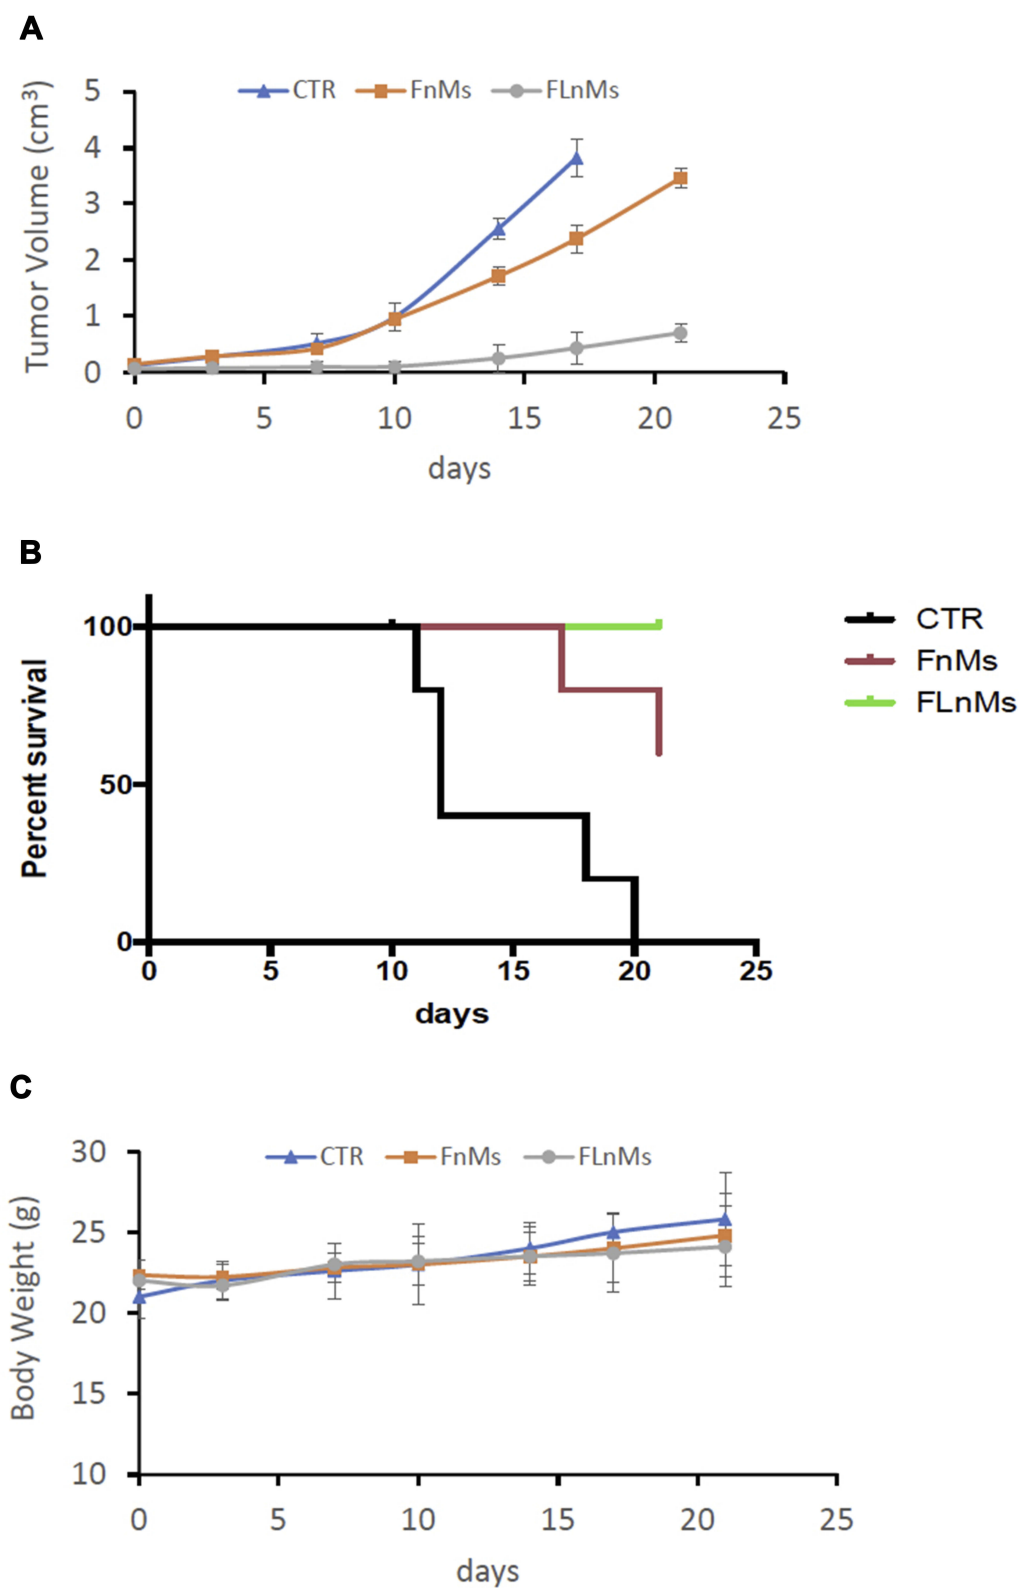 A
CTR FnMs FLnMs
Tumor Volume (cm³)
5
4
3
2
1
0
0 5 10 15 20 25
days
B
CTR
FnMs
FLnMs
Percent survival
100
50
0
0 5 10 15 20 25
days
C
CTR FnMs FLnMs
Body Weight (g)
30
25
20
15
10
0 5 10 15 20 25
days